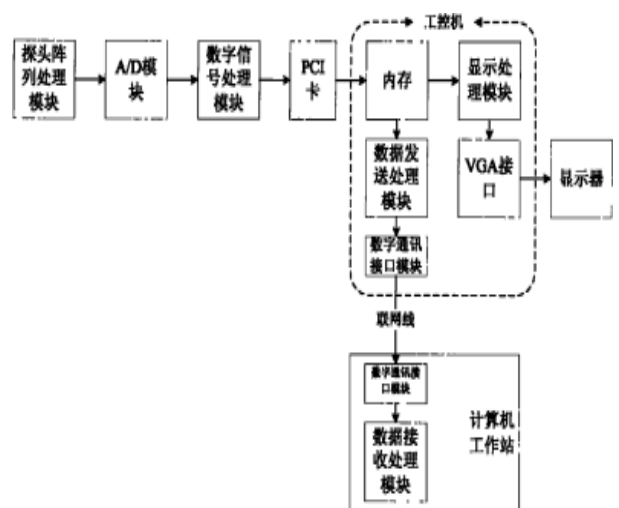 工控机
探头阵
列处理
模块
A/D模
块
数字信
号处理
模块
PCI
卡
内存
显示处
理模块
数据发
送处理
模块
VGA接
口
显示器
数字通讯
接口模块
联网线
数字通讯接
口模块
数据接
收处理
模块
计算机
工作站